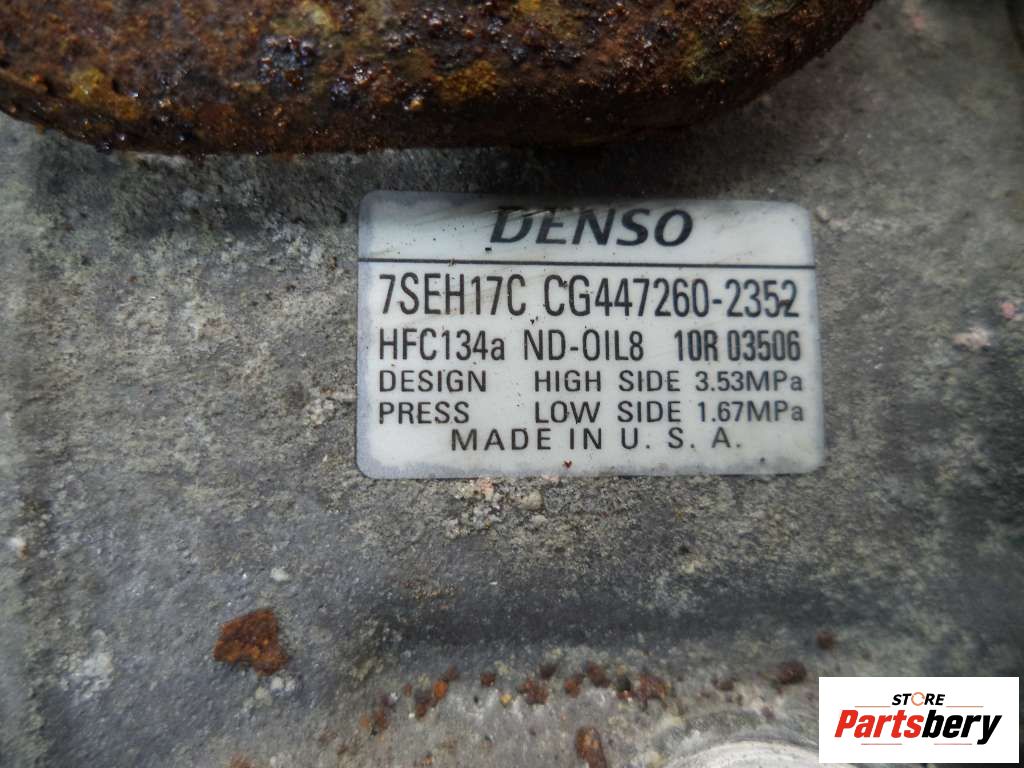 DENSO
7SEH17C CG447260-2352
HFC134a ND-OIL8 10R 03506
DESIGN HIGH SIDE 3.53MPa
PRESS LOW SIDE 1.67MPa
MADE IN U. S. A.
STORE
Partsbery